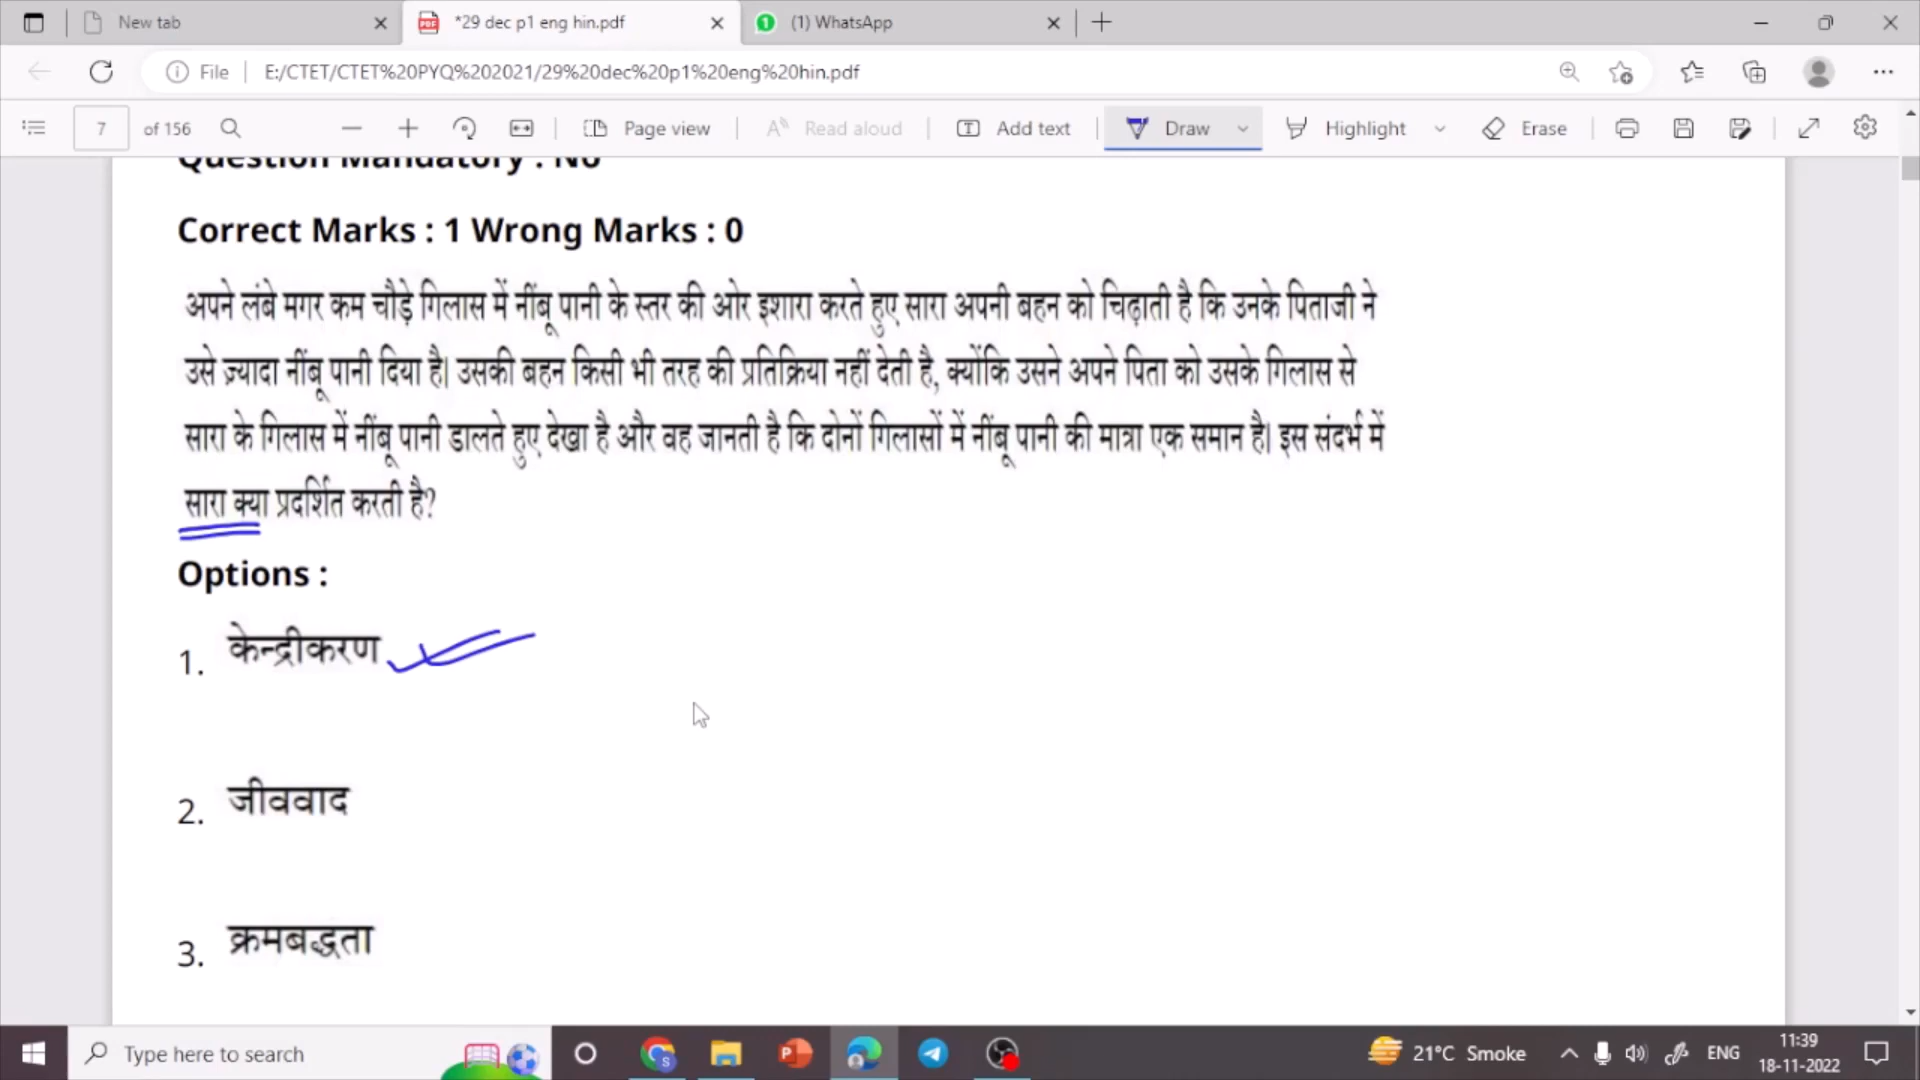 New tab
*29 dec p1 eng hin.pdf
(1) WhatsApp
File
E:/CTET/CTET%20PYQ%202021/29%20dec%20p1%20eng%20hin.pdf
7 of 156
Page view
Read aloud
Add text
Draw
Highlight
Erase
Question Mandatory : No
Correct Marks : 1 Wrong Marks : 0
अपने लंबे मगर कम चौड़े गिलास में नींबू पानी के स्तर की ओर इशारा करते हुए सारा अपनी बहन को चिढ़ाती है कि उनके पिताजी ने
उसे ज़्यादा नींबू पानी दिया है। उसकी बहन किसी भी तरह की प्रतिक्रिया नहीं देती है, क्योंकि उसने अपने पिता को उसके गिलास से
सारा के गिलास में नींबू पानी डालते हुए देखा है और वह जानती है कि दोनों गिलासों में नींबू पानी की मात्रा एक समान है। इस संदर्भ में
सारा क्या प्रदर्शित करती है?
Options :
1. केन्द्रीकरण
2. जीववाद
3. क्रमबद्धता
Type here to search
21°C Smoke
ENG
11:39
18-11-2022